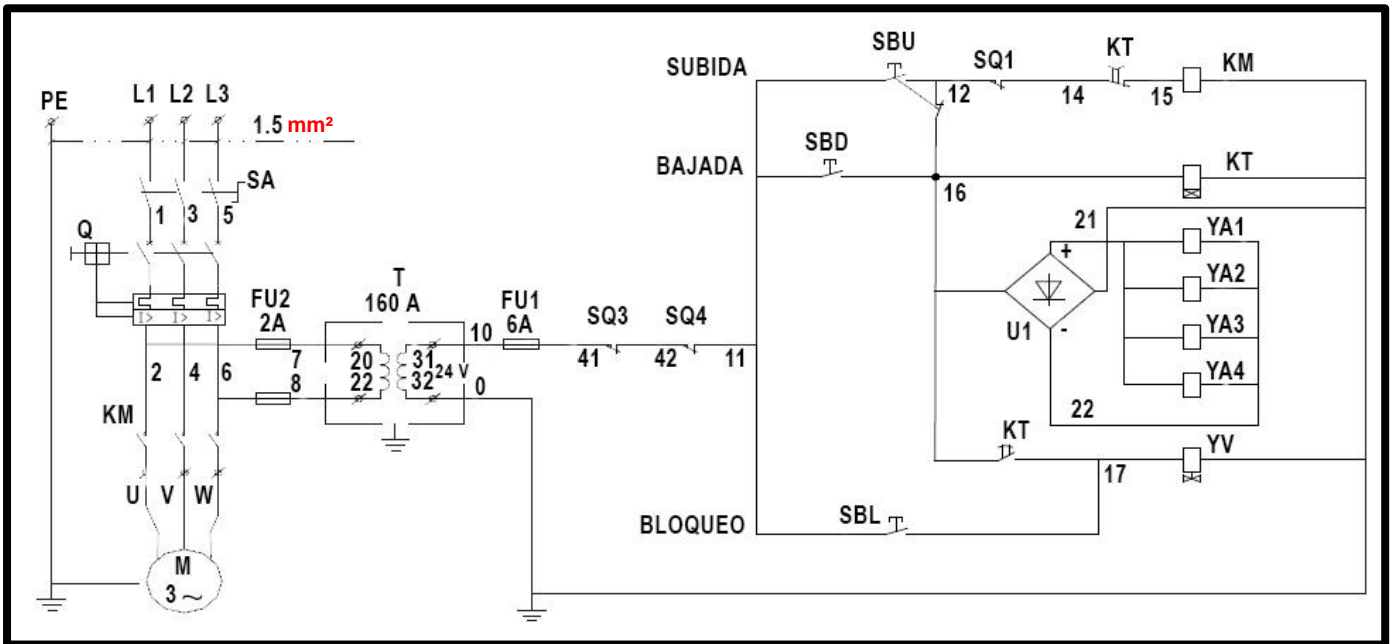 PE
L1 L2 L3
1.5 mm²
SA
1 3 5
Q
I> I> I>
2 4 6
KM
U V W
M
3 ~
FU2
2A
7
8
T
160 A
20
22
31
32
24 V
10
0
FU1
6A
SQ3
41
SQ4
42
11
SUBIDA
SBU
12
SQ1
14
KT
15
KM
BAJADA
SBD
16
KT
21
+
U1
-
22
YA1
YA2
YA3
YA4
KT
17
YV
BLOQUEO
SBL